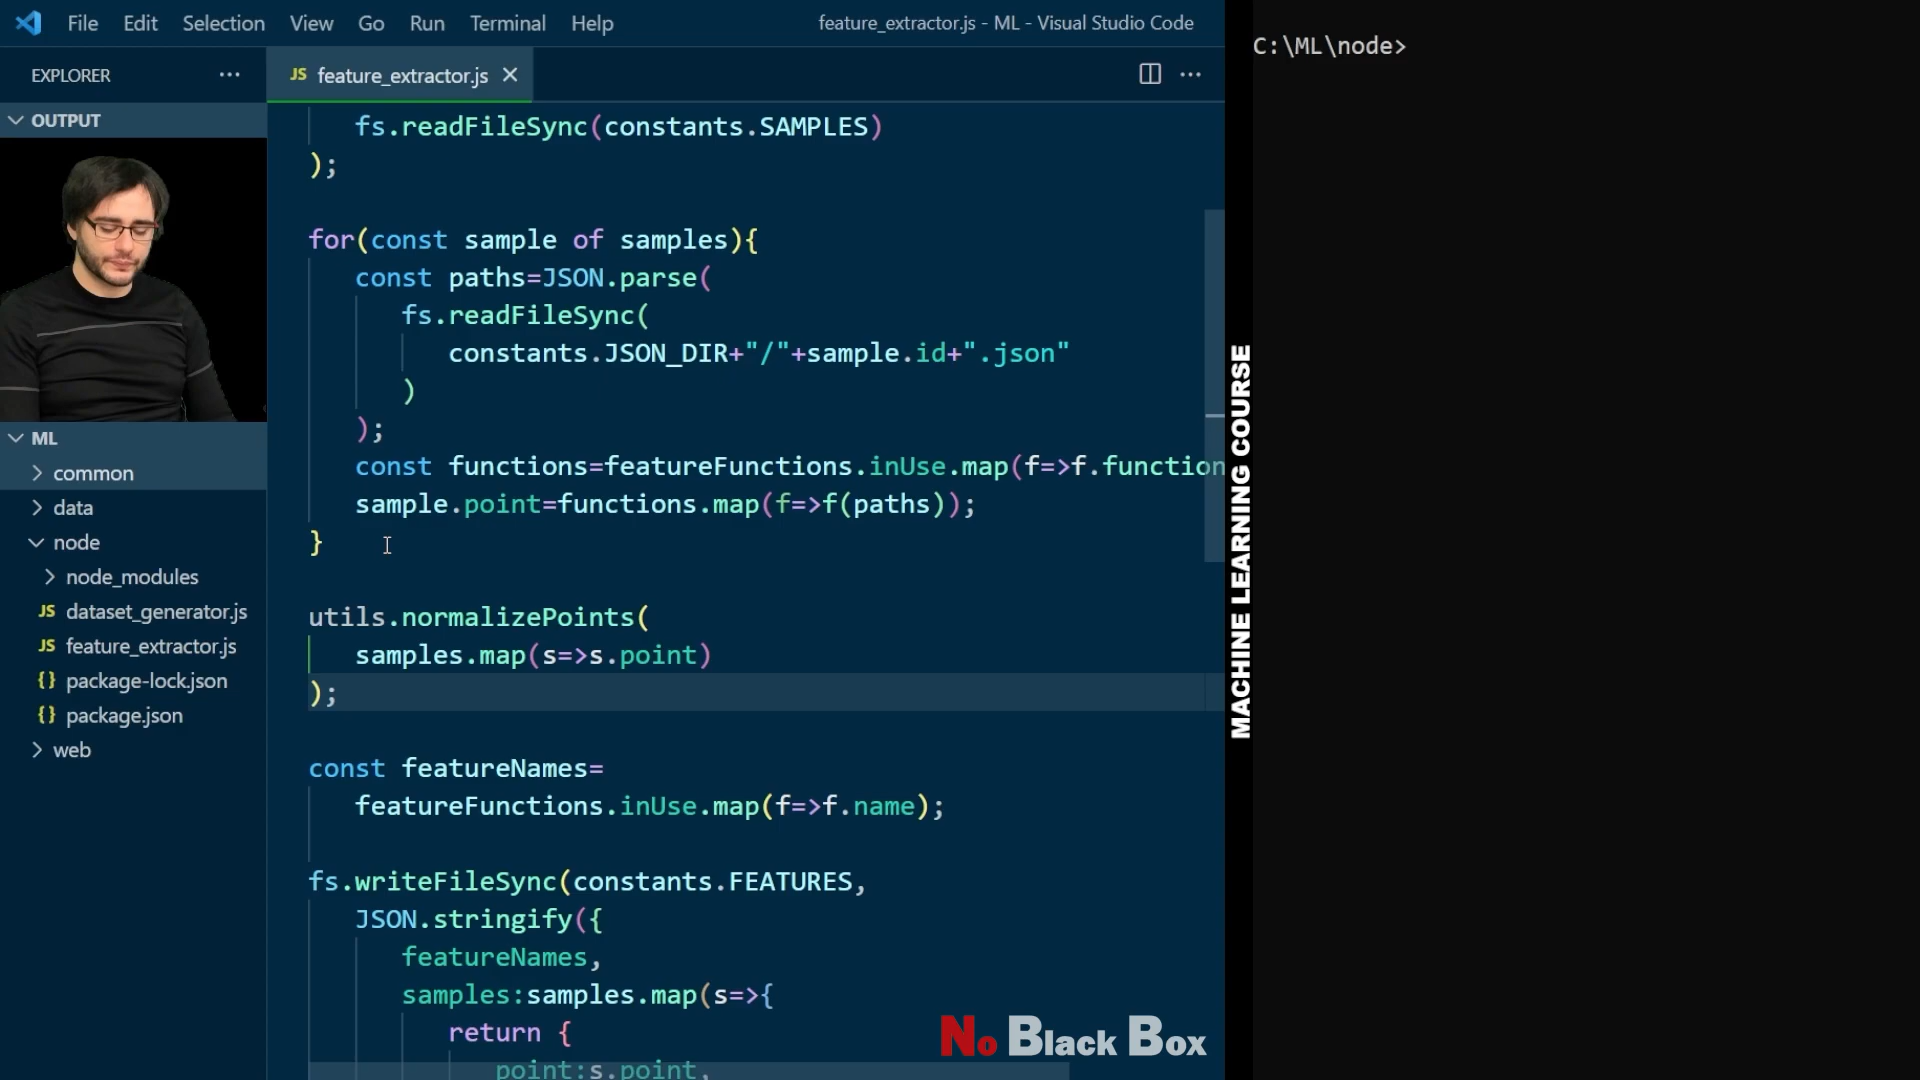 File Edit Selection View Go Run Terminal Help
feature_extractor.js - ML - Visual Studio Code
EXPLORER
OUTPUT
ML
common
data
node
node_modules
JS dataset_generator.js
JS feature_extractor.js
{} package-lock.json
{} package.json
web
JS feature_extractor.js
fs.readFileSync(constants.SAMPLES)
);
for(const sample of samples){
const paths=JSON.parse(
fs.readFileSync(
constants.JSON_DIR+"/"+sample.id+".json"
)
);
const functions=featureFunctions.inUse.map(f=>f.function
sample.point=functions.map(f=>f(paths));
}
utils.normalizePoints(
samples.map(s=>s.point)
);
const featureNames=
featureFunctions.inUse.map(f=>f.name);
fs.writeFileSync(constants.FEATURES,
JSON.stringify({
featureNames,
samples:samples.map(s=>{
return {
point:s.point,
No Black Box
MACHINE LEARNING COURSE
C:\ML\node>